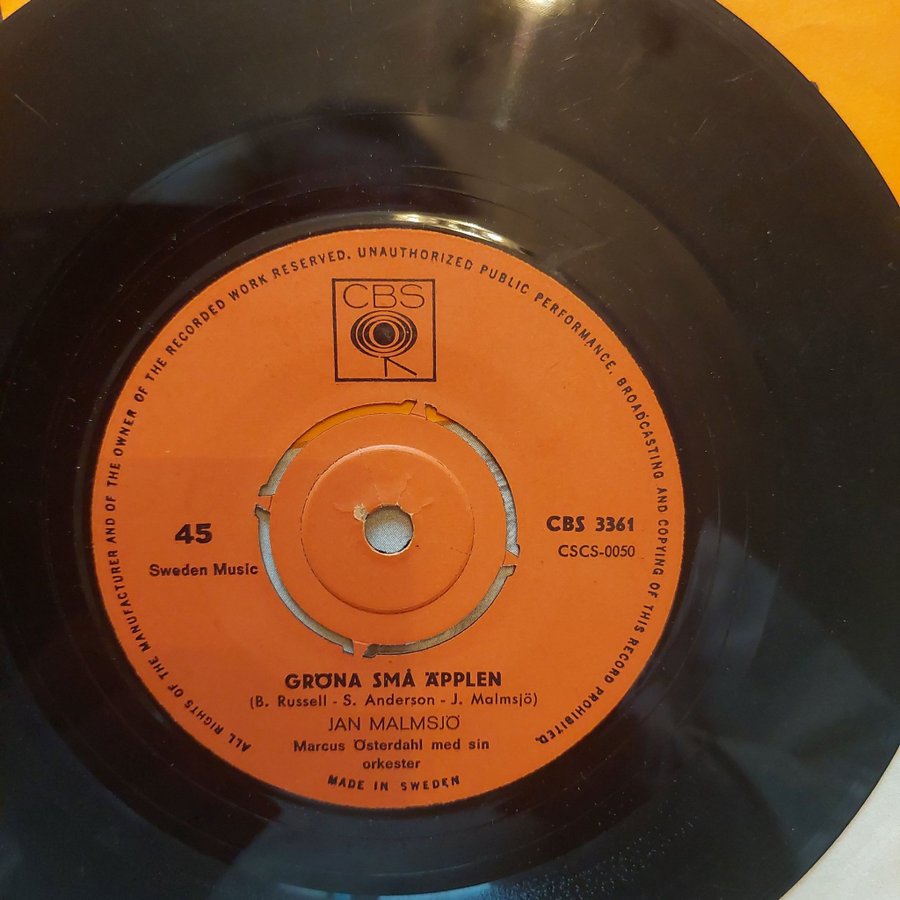 ALL RIGHTS OF THE MANUFACTURER AND OF THE OWNER OF THE RECORDED WORK RESERVED. UNAUTHORIZED PUBLIC PERFORMANCE, BROADCASTING AND COPYING OF THIS RECORD PROHIBITED.
CBS
45
Sweden Music
CBS 3361
CSCS-0050
GRÖNA SMÅ ÄPPLEN
(B. Russell - S. Anderson - J. Malmsjö)
JAN MALMSJÖ
Marcus Österdahl med sin
orkester
MADE IN SWEDEN